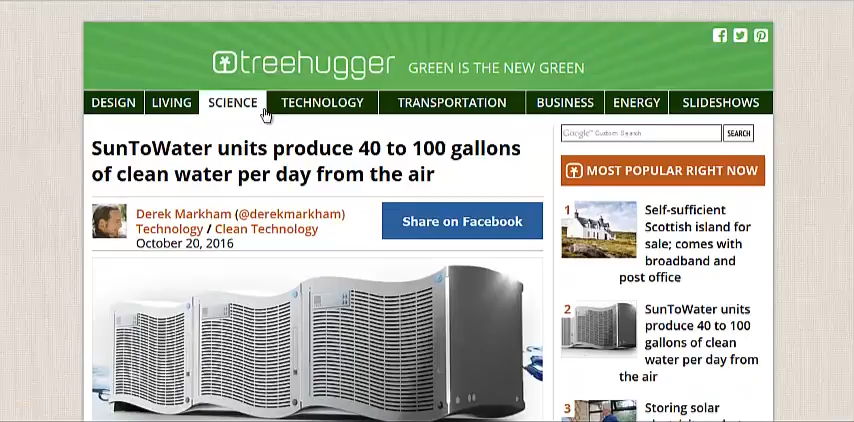 treehugger GREEN IS THE NEW GREEN
DESIGN LIVING SCIENCE TECHNOLOGY TRANSPORTATION BUSINESS ENERGY SLIDESHOWS
SunToWater units produce 40 to 100 gallons
of clean water per day from the air
Derek Markham (@derekmarkham)
Technology / Clean Technology
October 20, 2016
Share on Facebook
Google™ Custom Search SEARCH
MOST POPULAR RIGHT NOW
1 Self-sufficient
Scottish island for
sale; comes with
broadband and
post office
2 SunToWater units
produce 40 to 100
gallons of clean
water per day from
the air
3 Storing solar